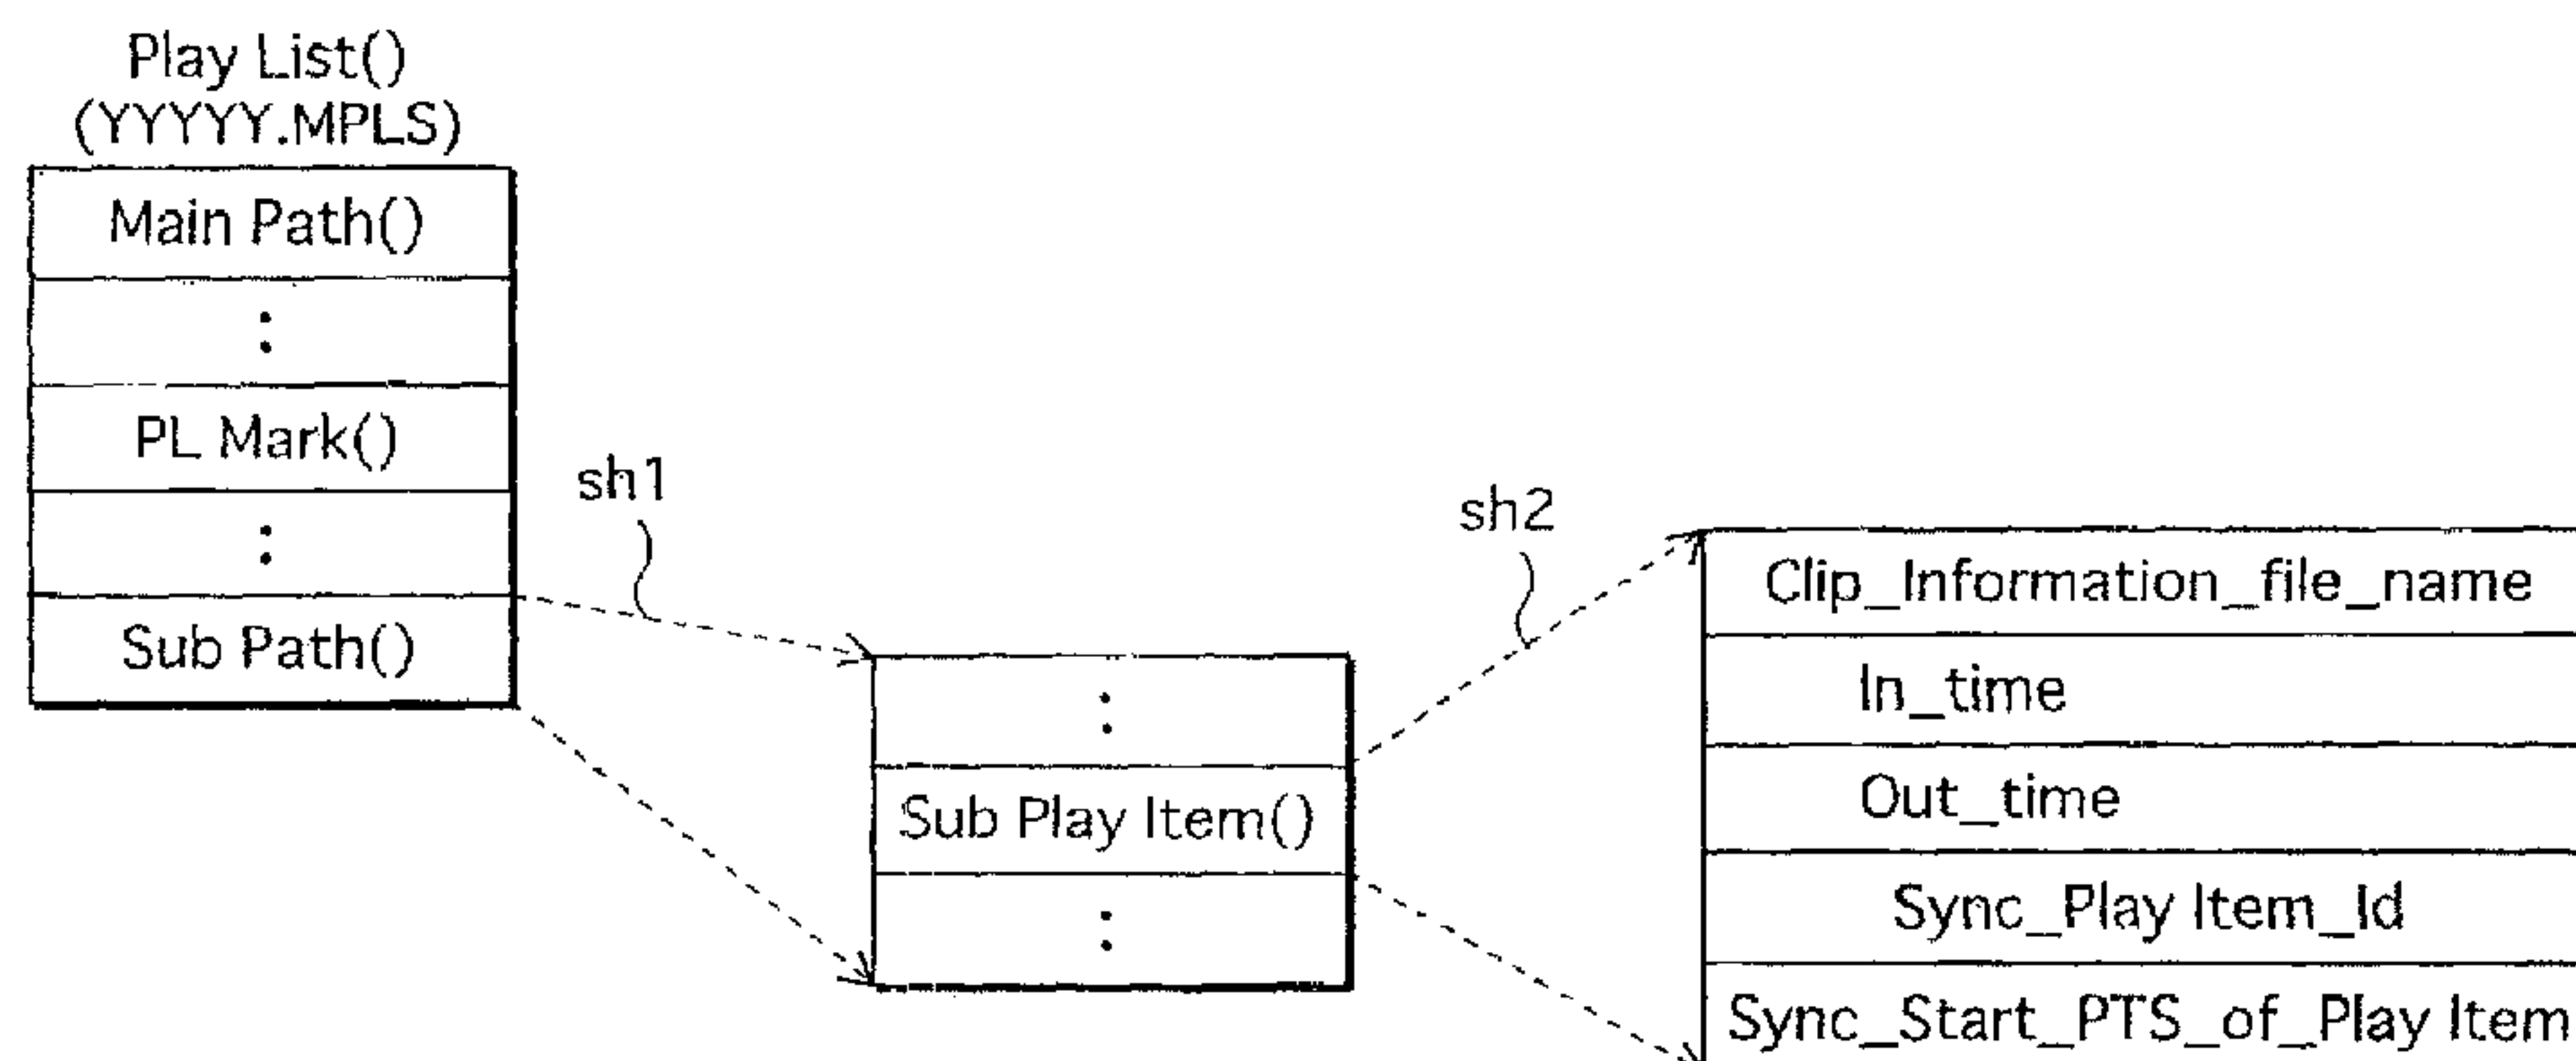 Play List()
(YYYYY.MPLS)
Main Path()
PL Mark()
Sub Path()
sh1
Sub Play Item()
sh2
Clip_Information_file_name
In_time
Out_time
Sync_Play Item_Id
Sync_Start_PTS_of_Play Item